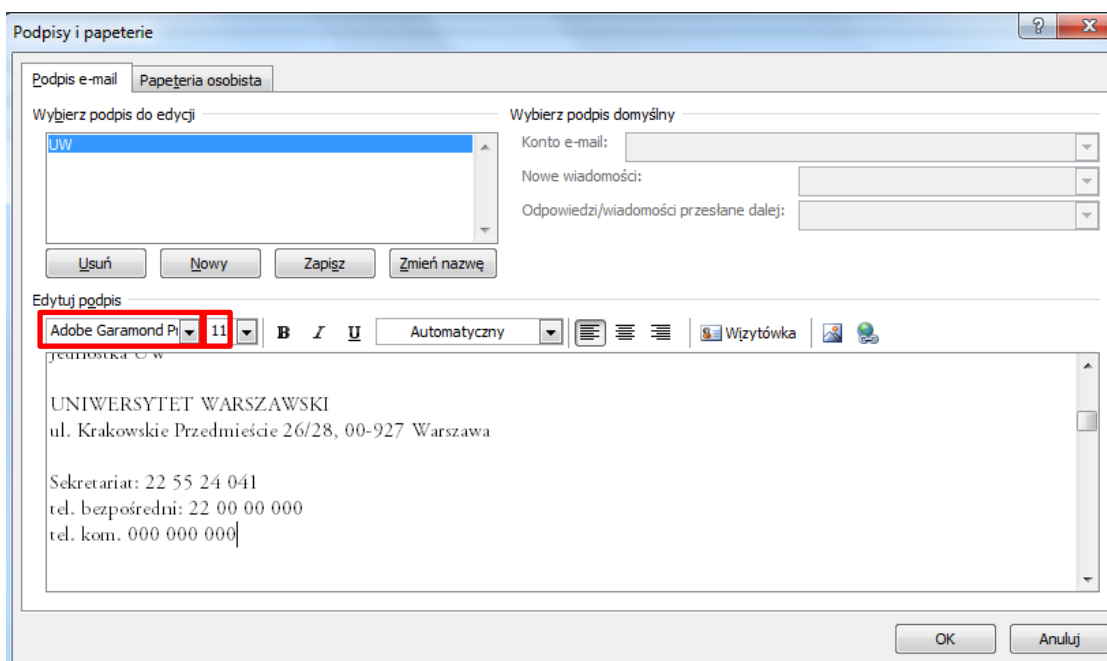 Podpisy i papeterie
Podpis e-mail Papeteria osobista
Wybierz podpis do edycji Wybierz podpis domyślny
UW
Konto e-mail:
Nowe wiadomości:
Odpowiedzi/wiadomości przesłane dalej:
Usuń Nowy Zapisz Zmień nazwę
Edytuj podpis
Adobe Garamond Pr 11 B I U Automatyczny Wizytówka
jednostka UW
UNIWERSYTET WARSZAWSKI
ul. Krakowskie Przedmieście 26/28, 00-927 Warszawa
Sekretariat: 22 55 24 041
tel. bezpośredni: 22 00 00 000
tel. kom. 000 000 000
OK Anuluj